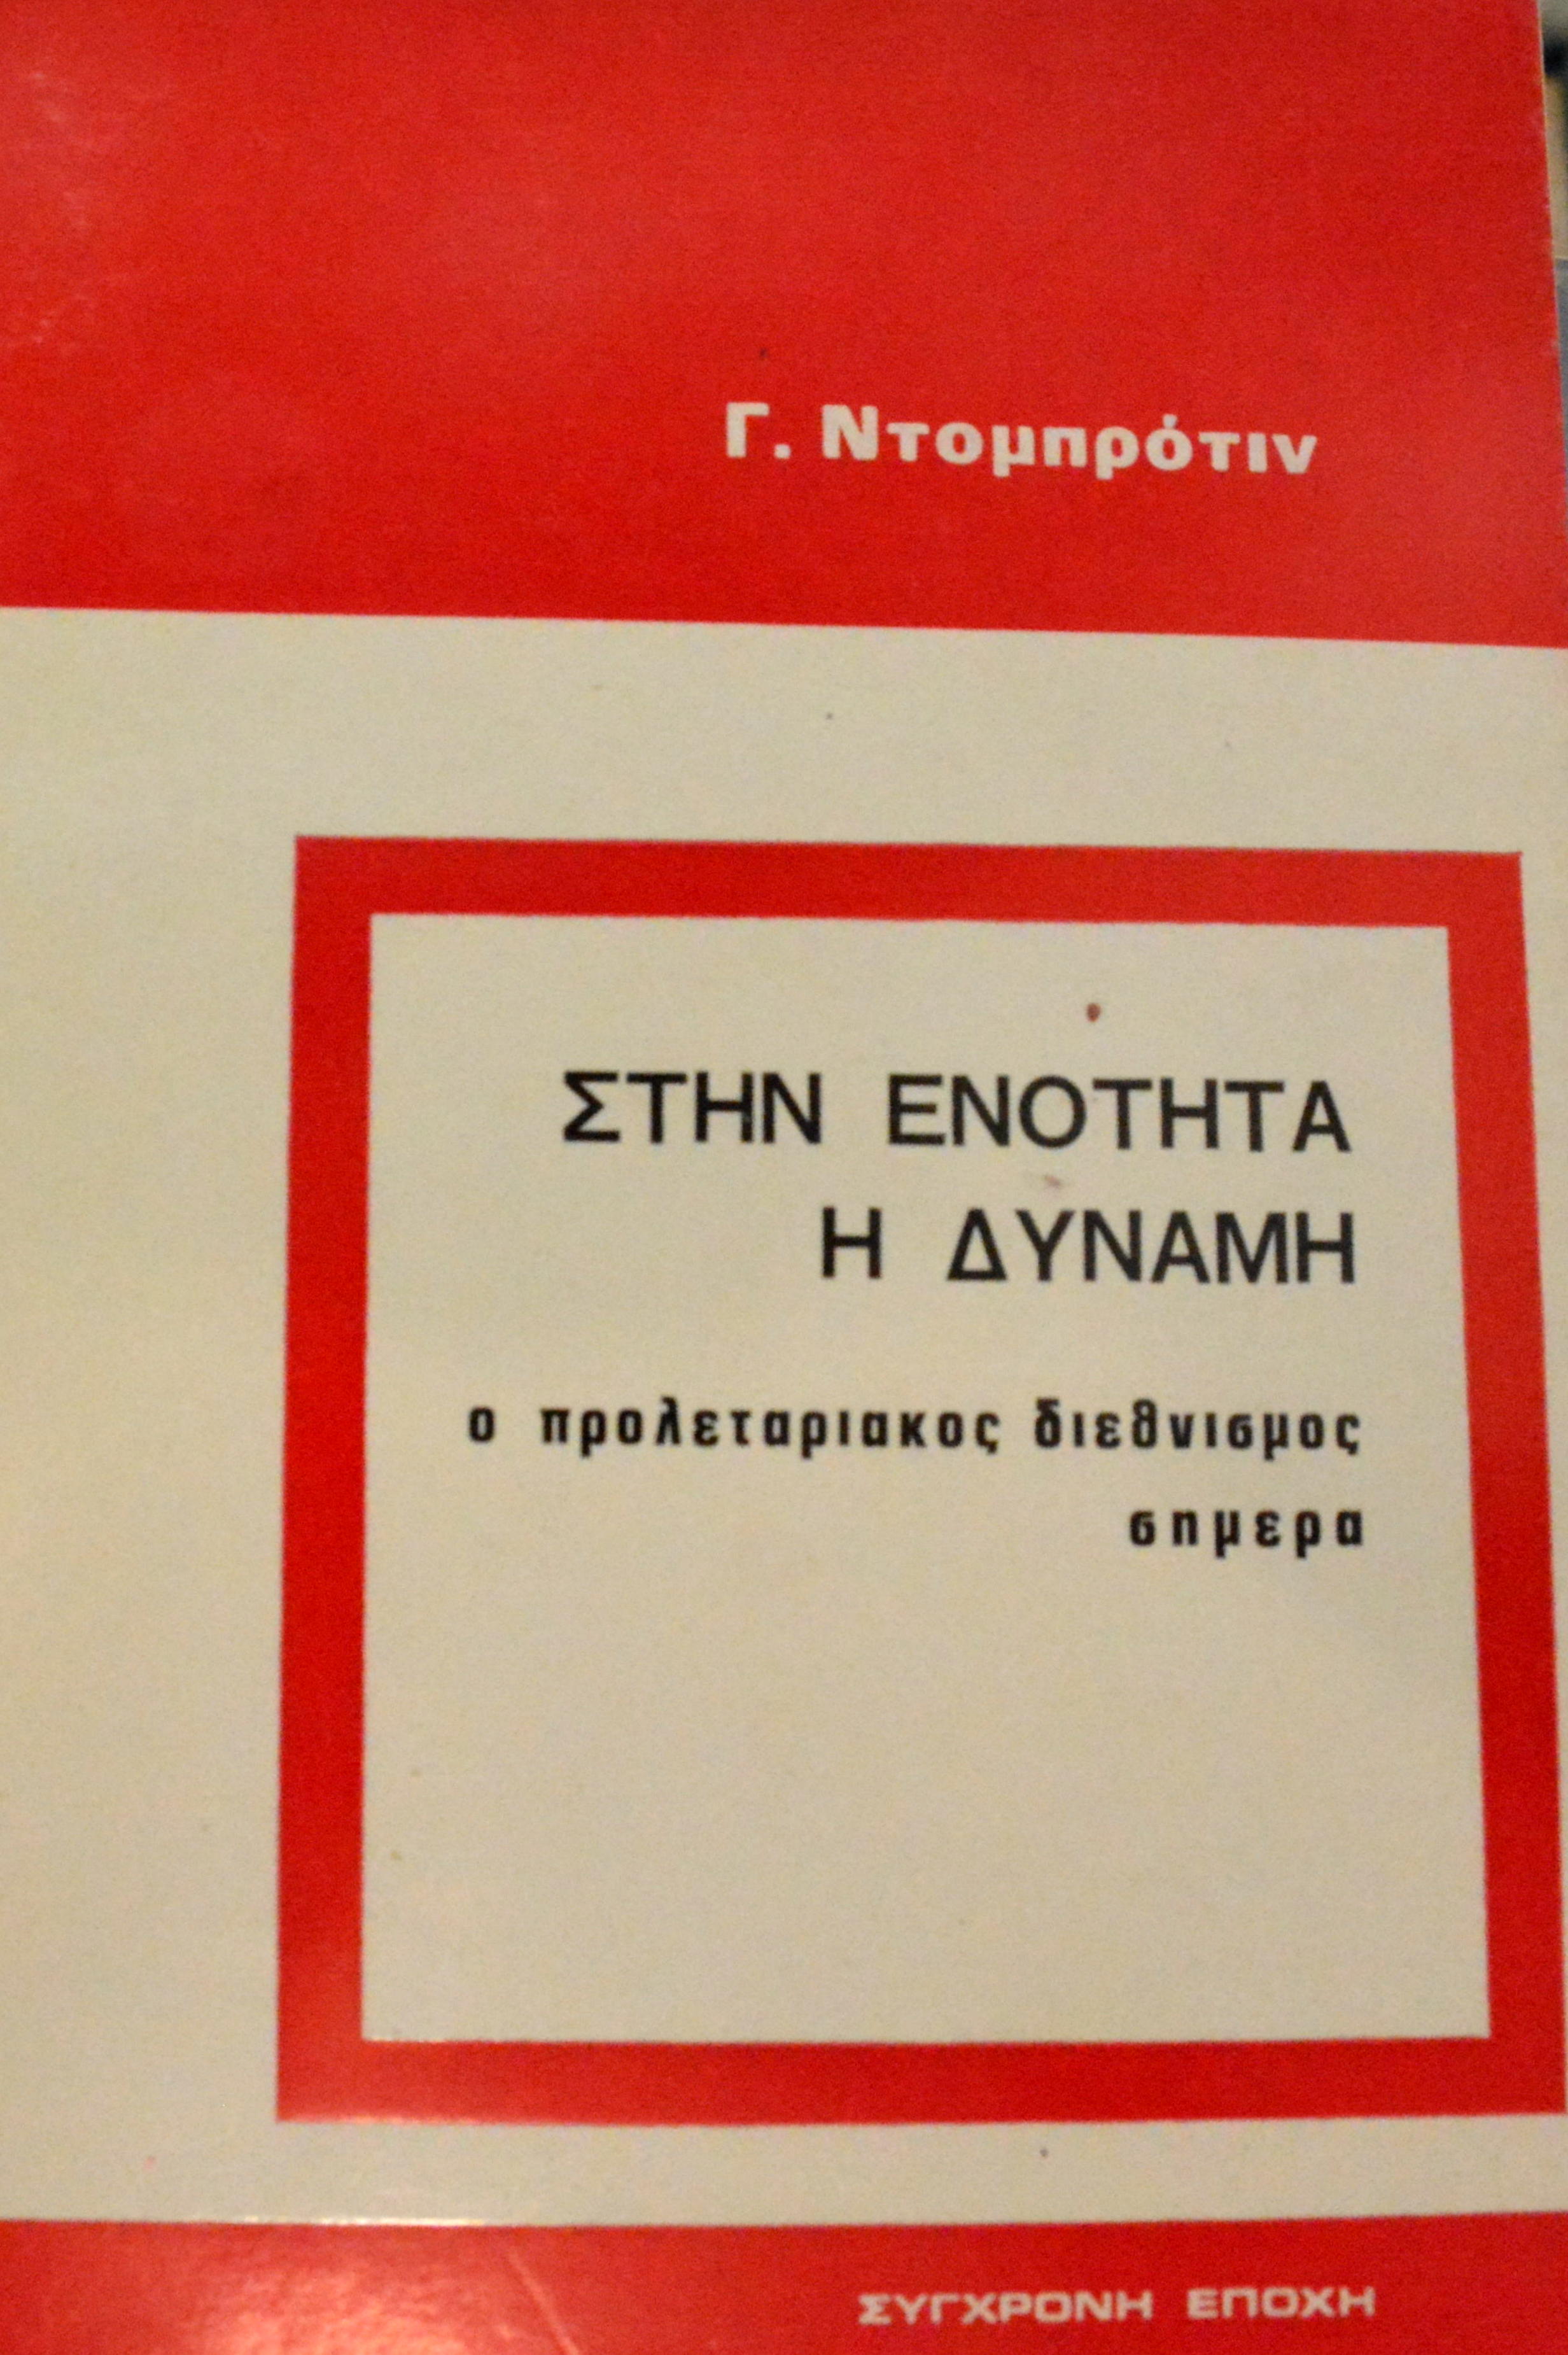 Γ. Ντομπρότιν
ΣΤΗΝ ΕΝΟΤΗΤΑ
Η ΔΥΝΑΜΗ
ο προλεταριακος διεθνισμος
σημερα
ΣΥΓΧΡΟΝΗ ΕΠΟΧΗ